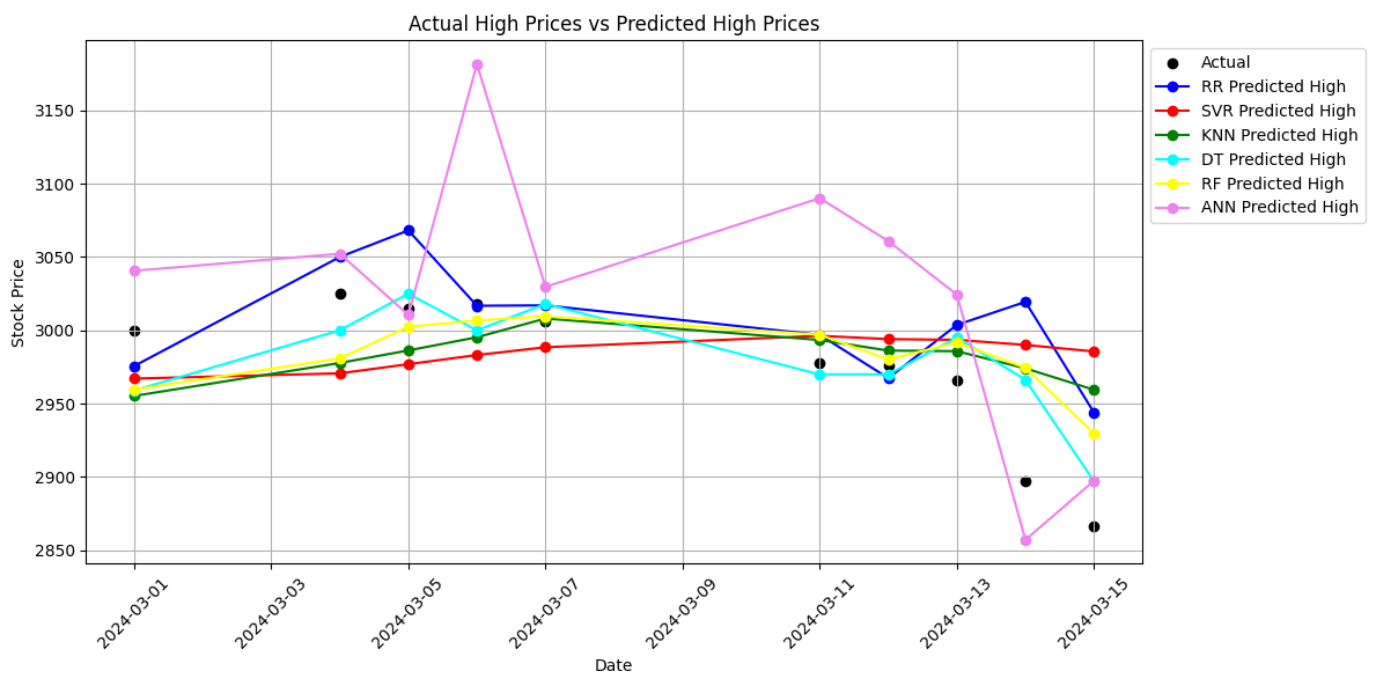 Actual High Prices vs Predicted High Prices
Stock Price
3150
3100
3050
3000
2950
2900
2850
2024-03-01
2024-03-03
2024-03-05
2024-03-07
2024-03-09
2024-03-11
2024-03-13
2024-03-15
Date
Actual
RR Predicted High
SVR Predicted High
KNN Predicted High
DT Predicted High
RF Predicted High
ANN Predicted High